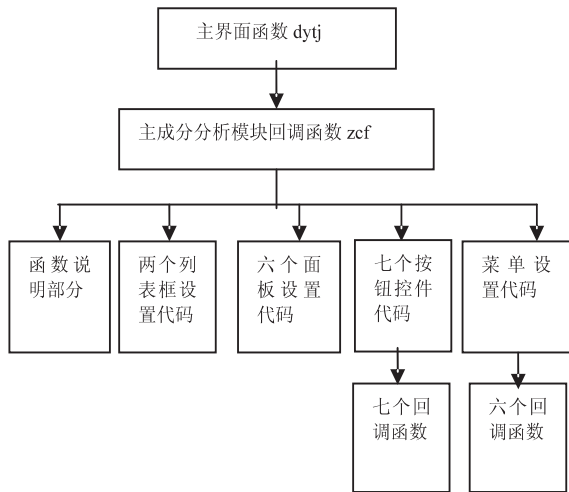 主界面函数 dytj
主成分分析模块回调函数 zcf
函数说
明部分
两个列
表框设
置代码
六个面
板设置
代码
七个按
钮控件
代码
菜单设
置代码
七个回
调函数
六个回
调函数